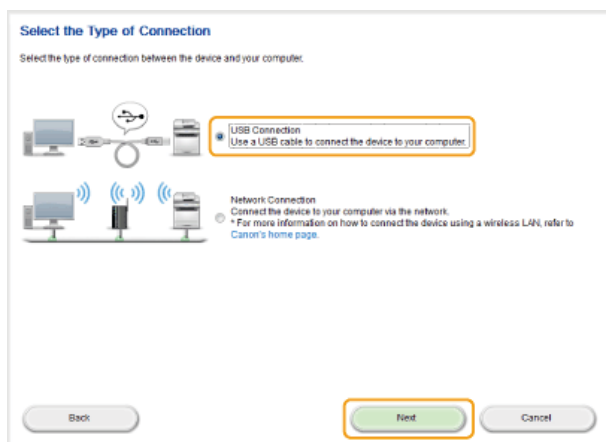 Select the Type of Connection
Select the type of connection between the device and your computer.
USB Connection
Use a USB cable to connect the device to your computer.
Network Connection
Connect the device to your computer via the network.
* For more information on how to connect the device using a wireless LAN, refer to
Canon's home page.
Back
Next
Cancel